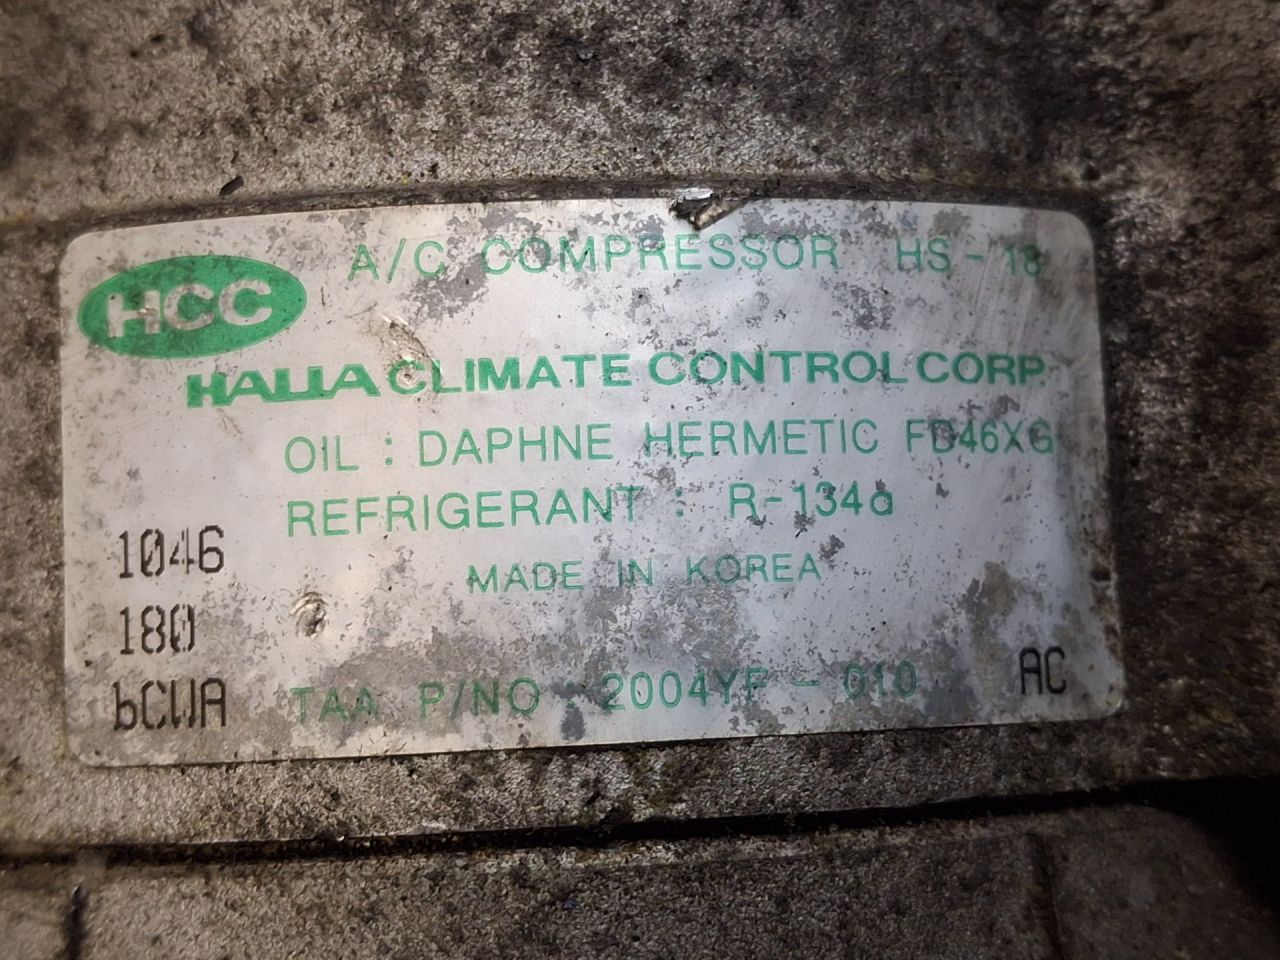 A/C COMPRESSOR HS-18
HCC
HALLA CLIMATE CONTROL CORP.
OIL : DAPHNE HERMETIC FD46XG
REFRIGERANT : R-134a
1046
MADE IN KOREA
180
bCWA
TAA P/NO : 2004YF - 010
AC